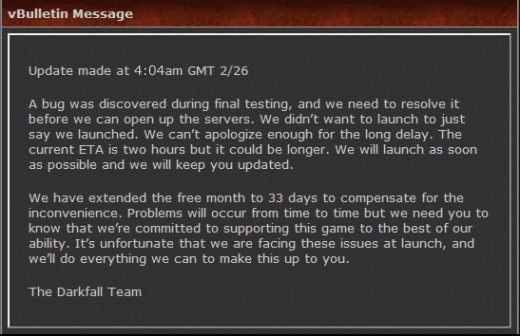 vBulletin Message
Update made at 4:04am GMT 2/26
A bug was discovered during final testing, and we need to resolve it
before we can open up the servers. We didn't want to launch to just
say we launched. We can't apologize enough for the long delay. The
current ETA is two hours but it could be longer. We will launch as soon
as possible and we will keep you updated.
We have extended the free month to 33 days to compensate for the
inconvenience. Problems will occur from time to time but we need you to
know that we're committed to supporting this game to the best of our
ability. It's unfortunate that we are facing these issues at launch, and
we'll do everything we can to make this up to you.
The Darkfall Team